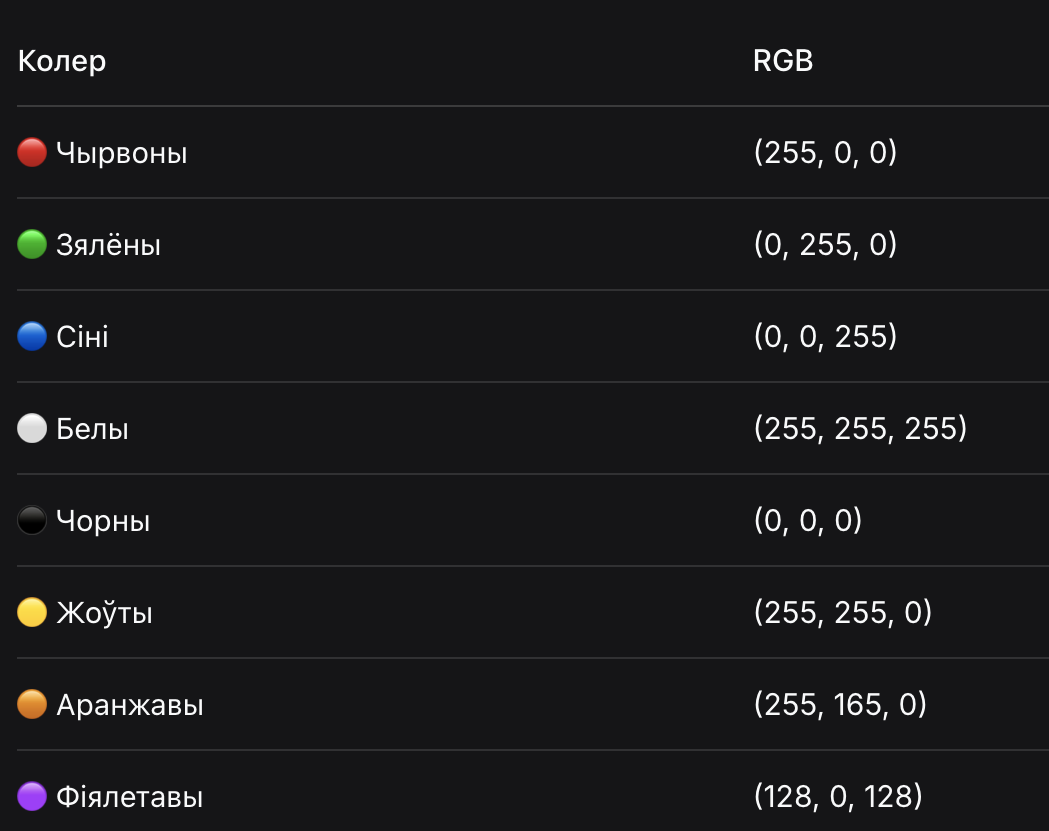 Колер RGB
🔴 Чырвоны (255, 0, 0)
🟢 Зялёны (0, 255, 0)
🔵 Сіні (0, 0, 255)
⚪ Белы (255, 255, 255)
⚫ Чорны (0, 0, 0)
🟡 Жоўты (255, 255, 0)
🟠 Аранжавы (255, 165, 0)
🟣 Фіялетавы (128, 0, 128)